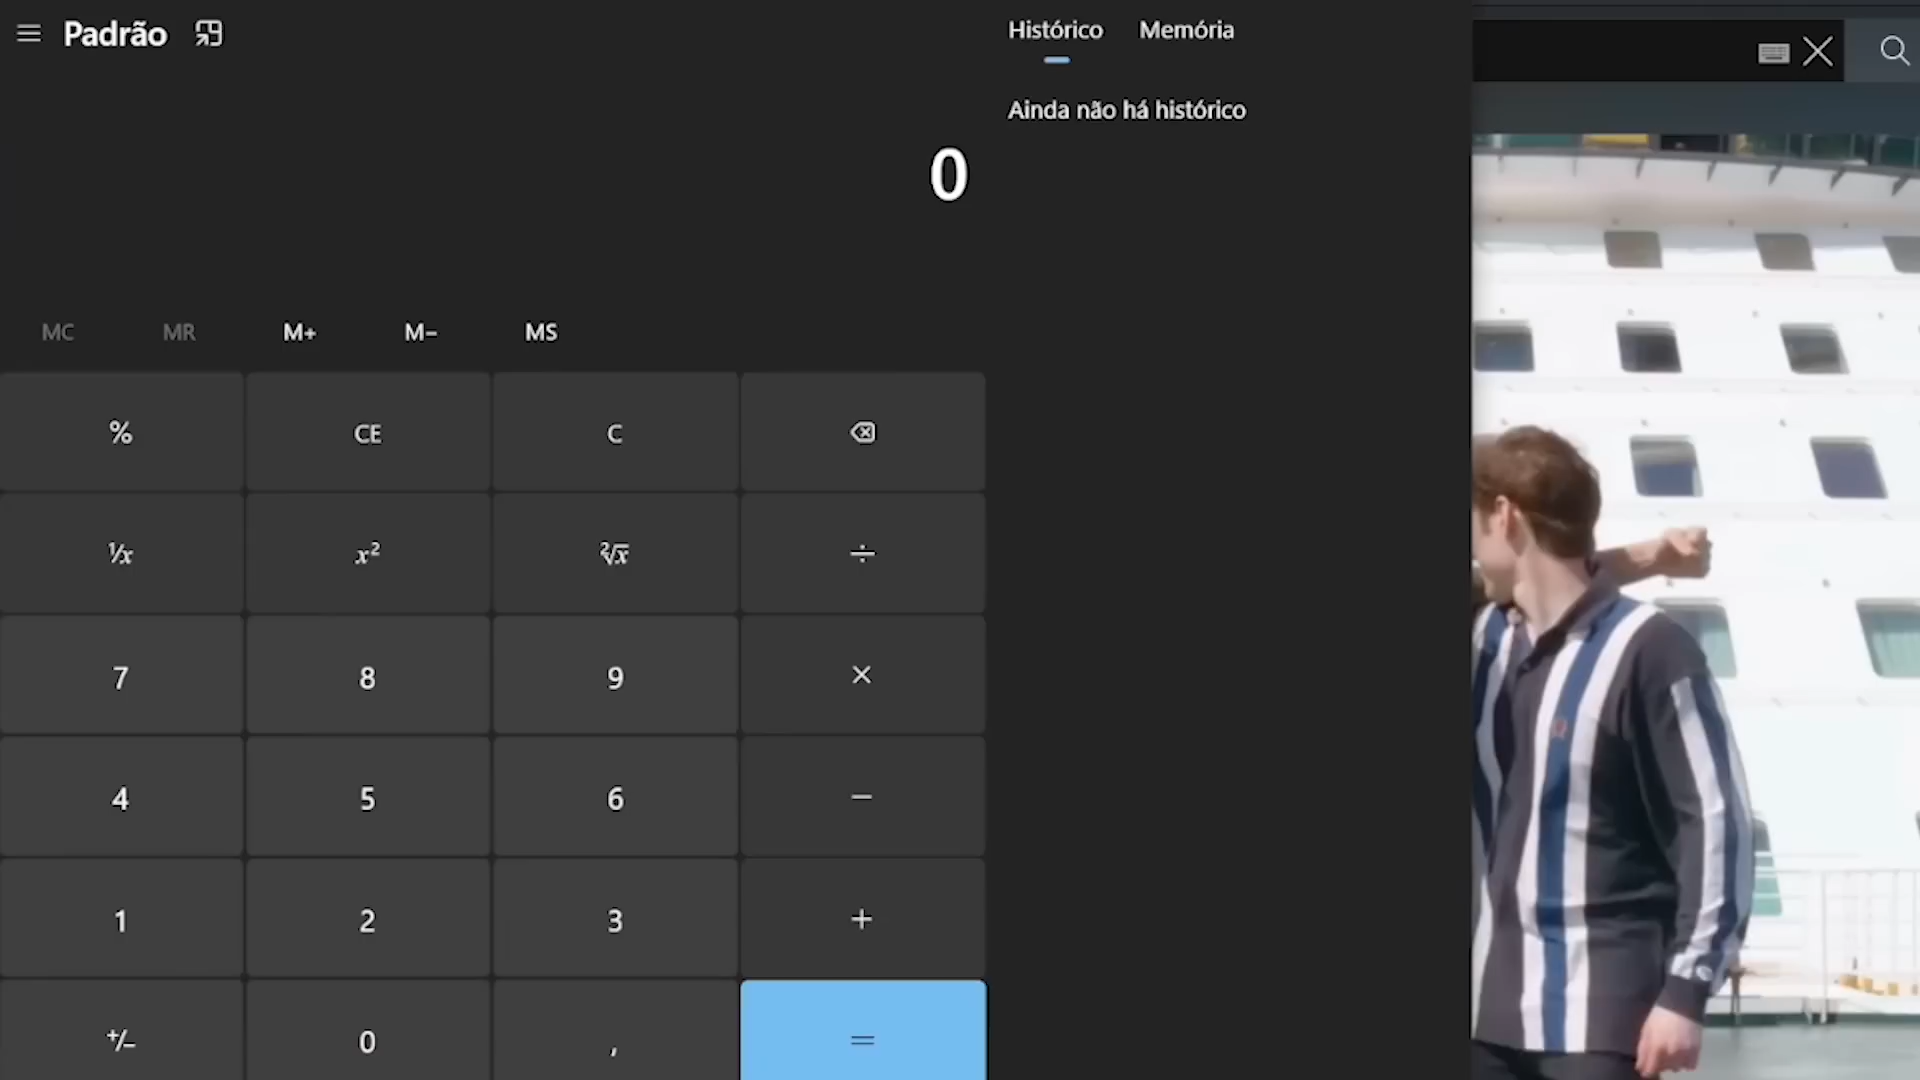 Padrão
Histórico Memória
Ainda não há histórico
0
MC MR M+ M− MS
% CE C
⅟x x² ²√x ÷
7 8 9 ×
4 5 6 −
1 2 3 +
+/− 0 , =